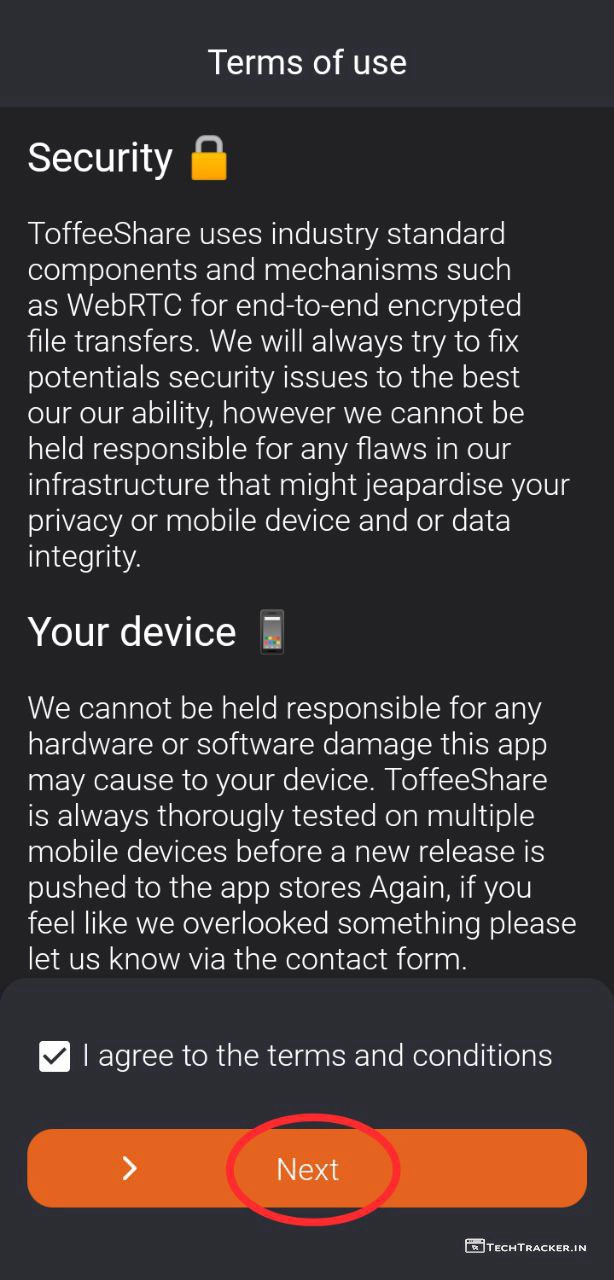 Terms of use
Security
ToffeeShare uses industry standard
components and mechanisms such
as WebRTC for end-to-end encrypted
file transfers. We will always try to fix
potentials security issues to the best
our our ability, however we cannot be
held responsible for any flaws in our
infrastructure that might jeapardise your
privacy or mobile device and or data
integrity.
Your device
We cannot be held responsible for any
hardware or software damage this app
may cause to your device. ToffeeShare
is always thorougly tested on multiple
mobile devices before a new release is
pushed to the app stores Again, if you
feel like we overlooked something please
let us know via the contact form.
I agree to the terms and conditions
Next
TECHTRACKER.IN